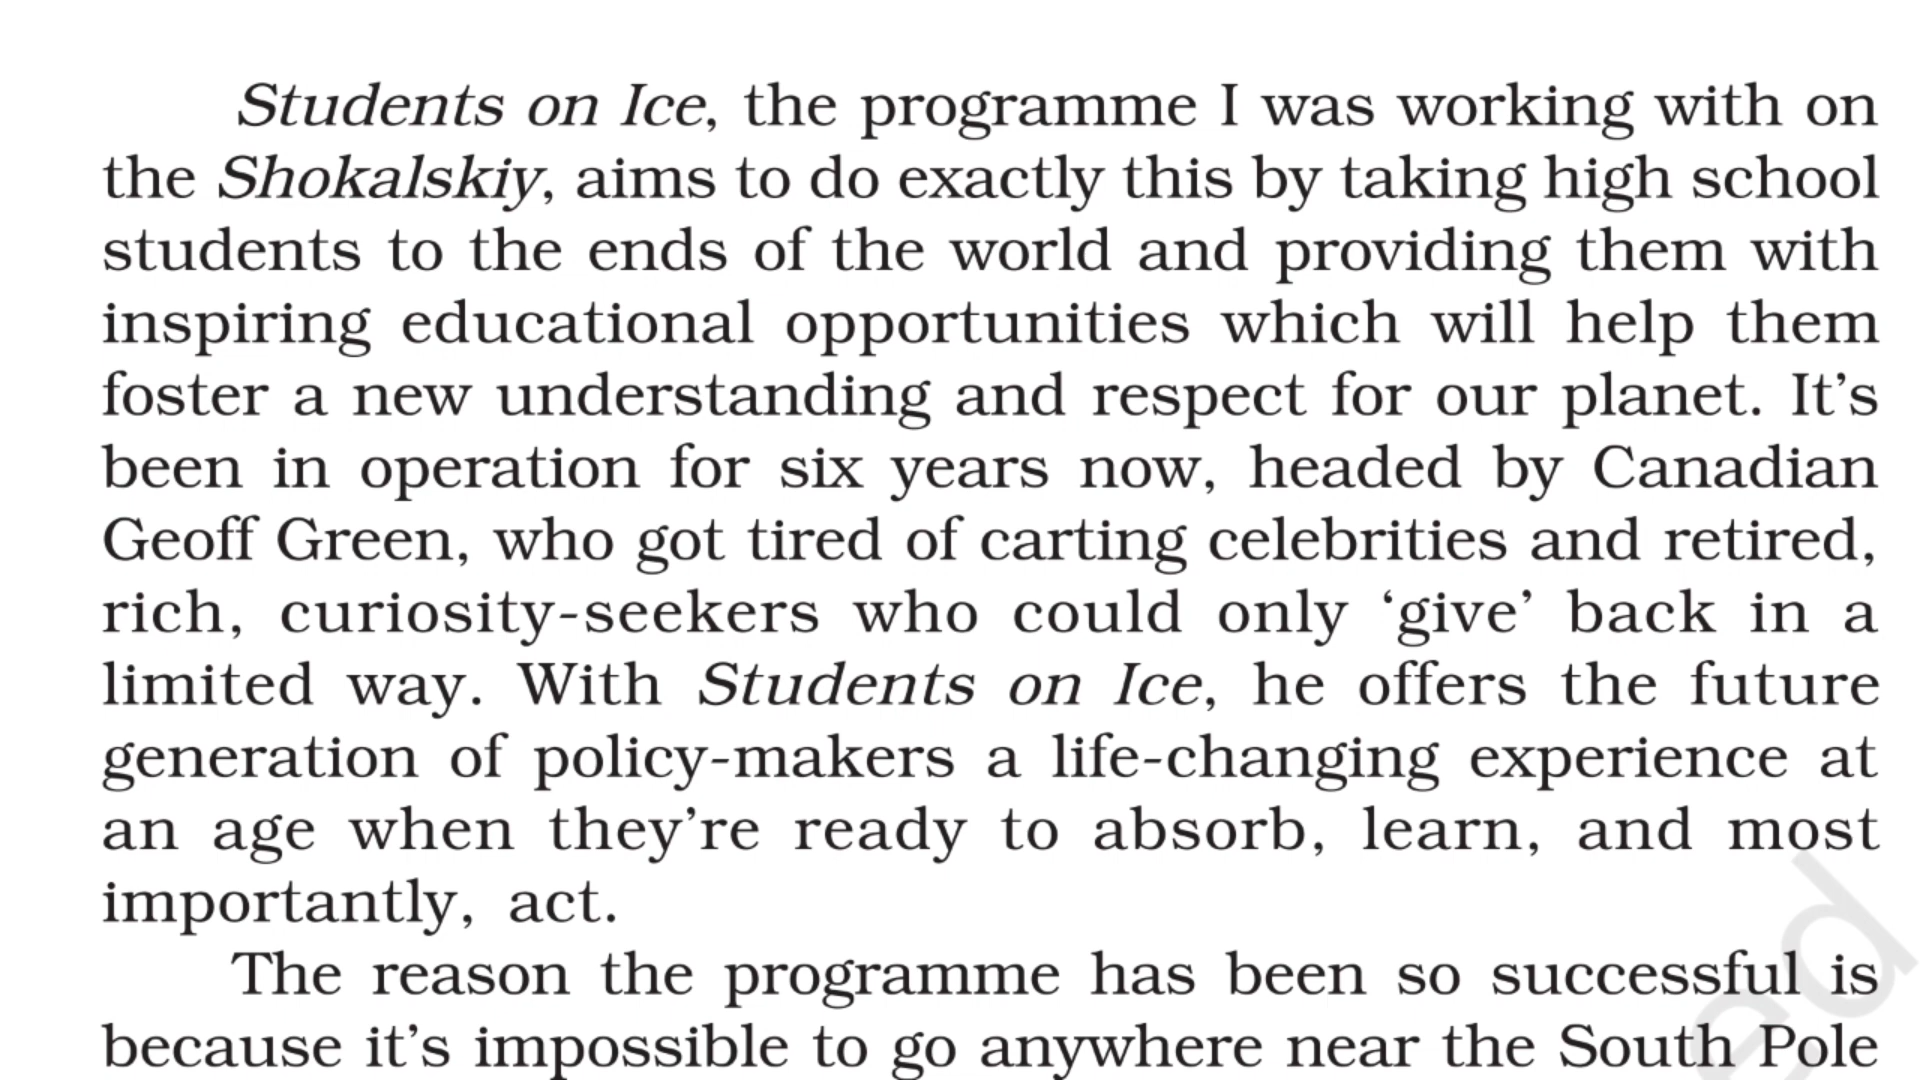 Students on Ice, the programme I was working with on
the Shokalskiy, aims to do exactly this by taking high school
students to the ends of the world and providing them with
inspiring educational opportunities which will help them
foster a new understanding and respect for our planet. It’s
been in operation for six years now, headed by Canadian
Geoff Green, who got tired of carting celebrities and retired,
rich, curiosity-seekers who could only ‘give’ back in a
limited way. With Students on Ice, he offers the future
generation of policy-makers a life-changing experience at
an age when they’re ready to absorb, learn, and most
importantly, act.
The reason the programme has been so successful is
because it’s impossible to go anywhere near the South Pole
ed